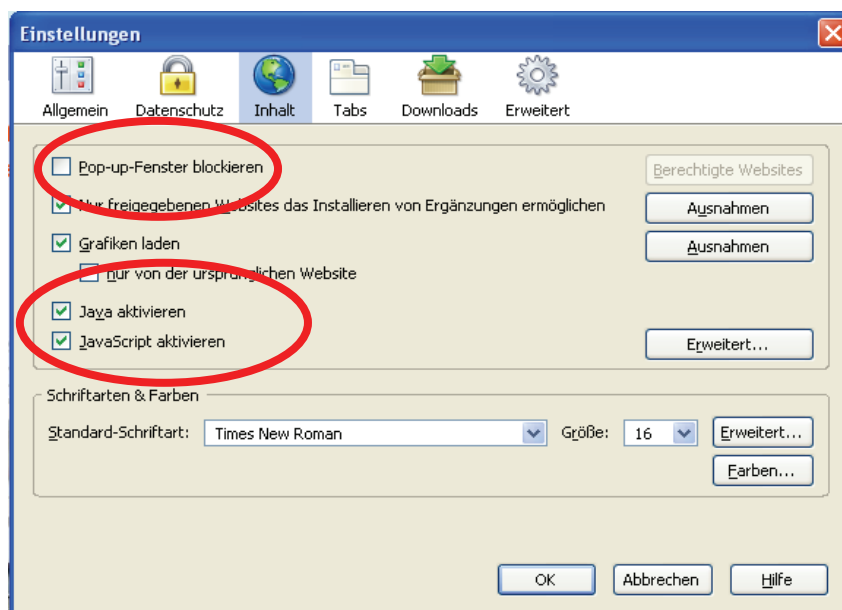 Einstellungen
Allgemein Datenschutz Inhalt Tabs Downloads Erweitert
Pop-up-Fenster blockieren Berechtigte Websites
Nur freigegebenen Websites das Installieren von Ergänzungen ermöglichen Ausnahmen
Grafiken laden Ausnahmen
nur von der ursprünglichen Website
Java aktivieren
JavaScript aktivieren Erweitert...
Schriftarten & Farben
Standard-Schriftart: Times New Roman Größe: 16 Erweitert...
Farben...
OK Abbrechen Hilfe